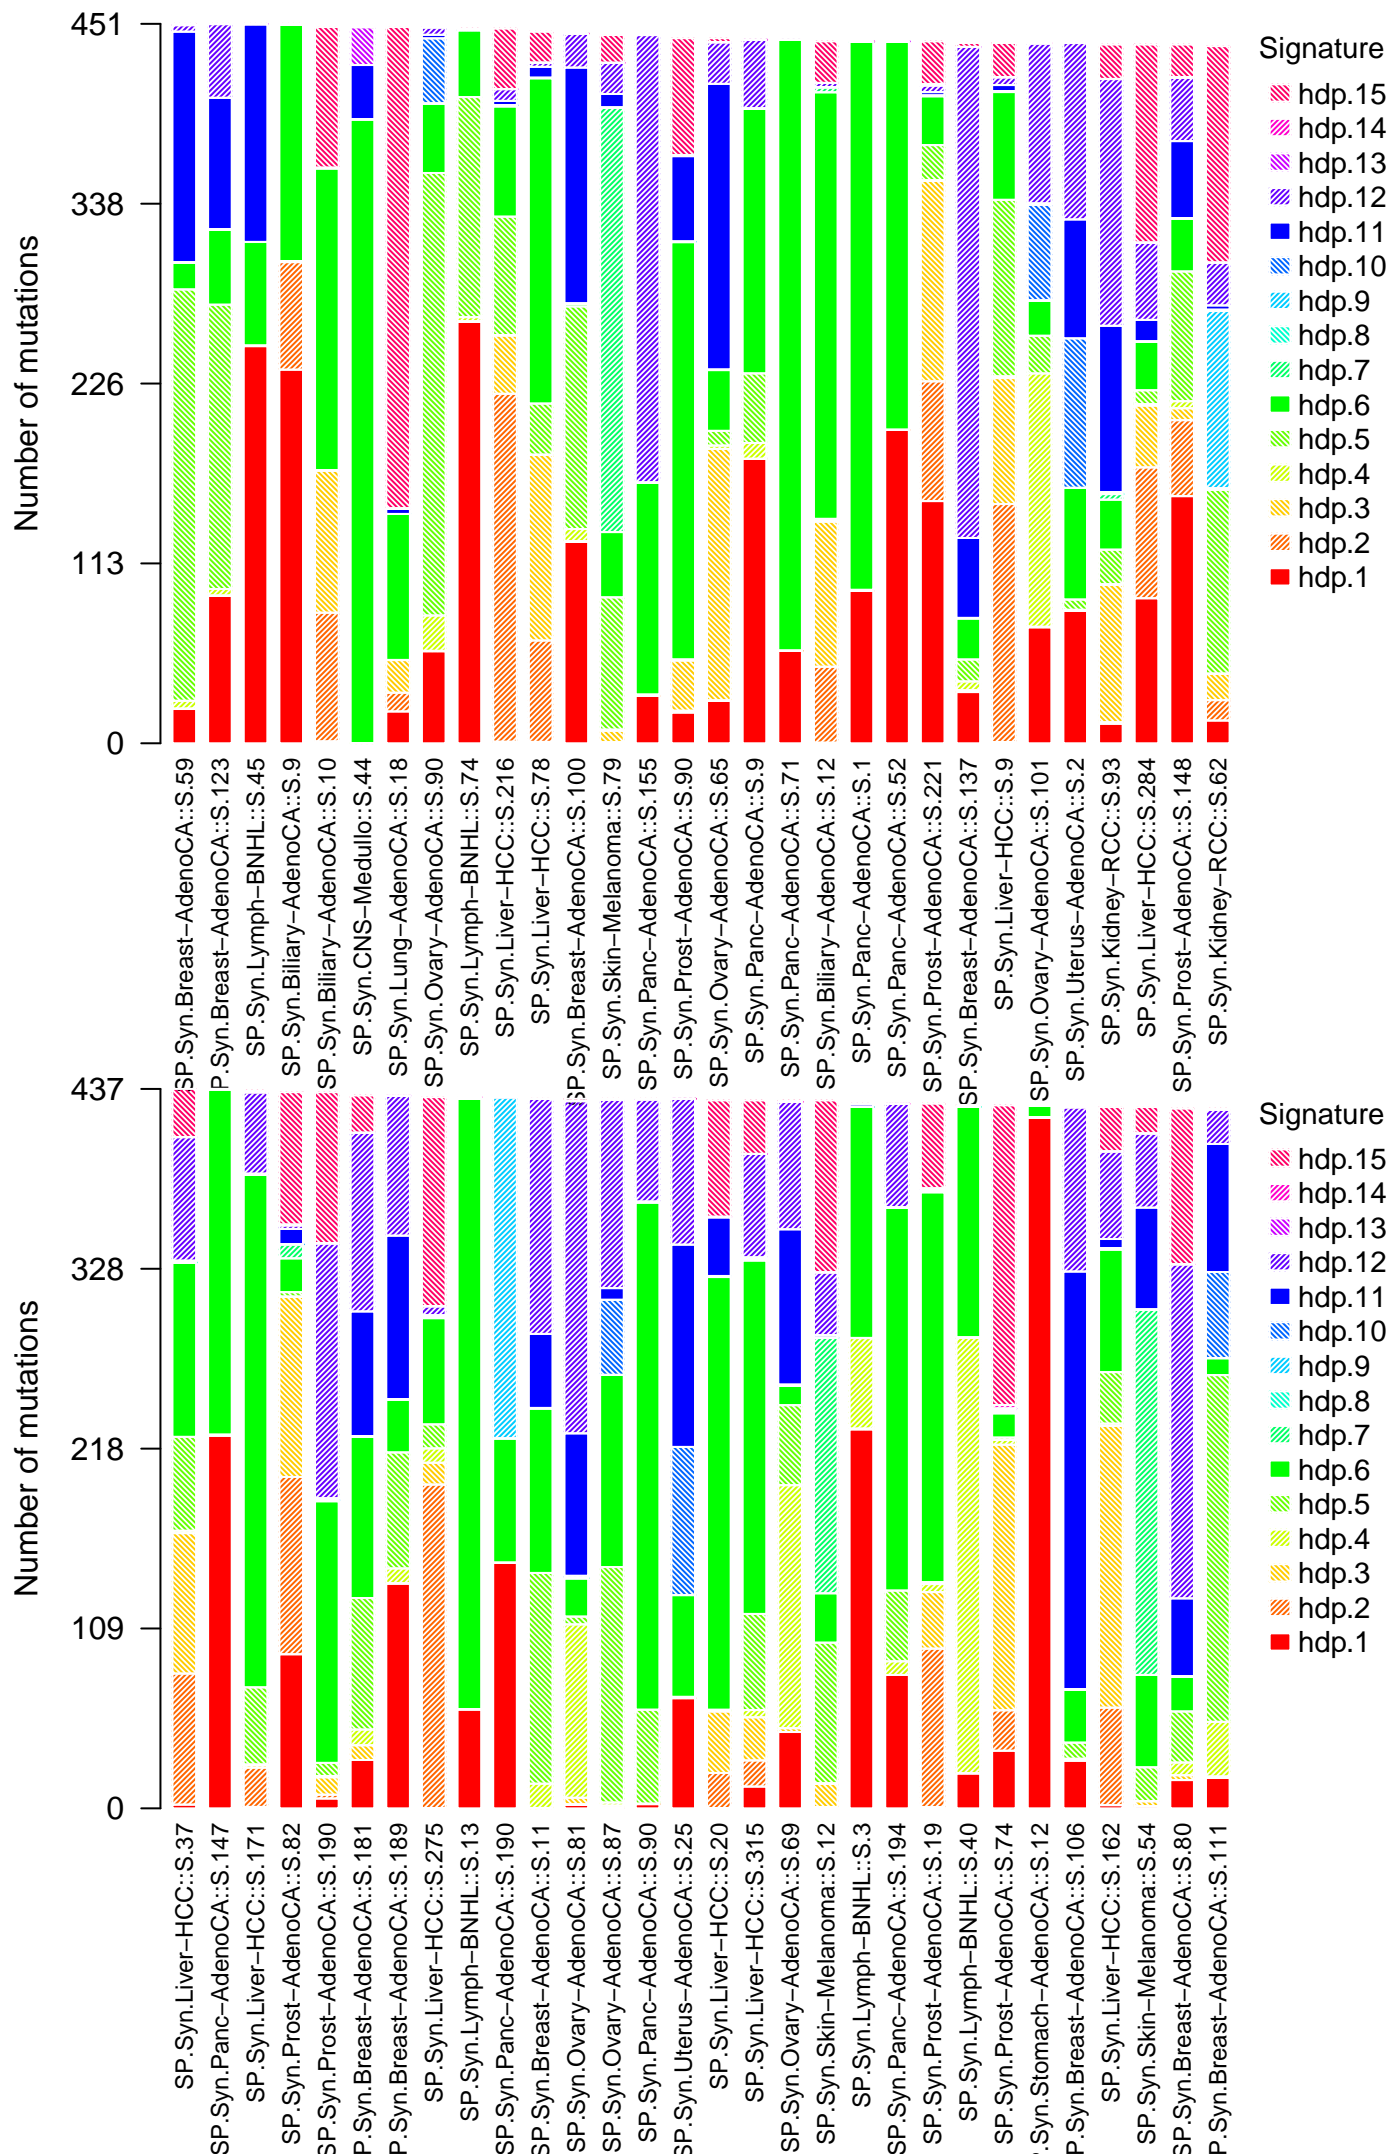 Number of mutations
451
338
226
113
0
SP.Syn.Breast−AdenoCA::S.59
P.Syn.Breast−AdenoCA::S.123
SP.Syn.Lymph−BNHL::S.45
SP.Syn.Biliary−AdenoCA::S.9
SP.Syn.Biliary−AdenoCA::S.10
SP.Syn.CNS−Medullo::S.44
SP.Syn.Lung−AdenoCA::S.18
SP.Syn.Ovary−AdenoCA::S.90
SP.Syn.Lymph−BNHL::S.74
SP.Syn.Liver−HCC::S.216
SP.Syn.Liver−HCC::S.78
SP.Syn.Breast−AdenoCA::S.100
SP.Syn.Skin−Melanoma::S.79
SP.Syn.Panc−AdenoCA::S.155
SP.Syn.Prost−AdenoCA::S.90
SP.Syn.Ovary−AdenoCA::S.65
SP.Syn.Panc−AdenoCA::S.9
SP.Syn.Panc−AdenoCA::S.71
SP.Syn.Biliary−AdenoCA::S.12
SP.Syn.Panc−AdenoCA::S.1
SP.Syn.Panc−AdenoCA::S.52
SP.Syn.Prost−AdenoCA::S.221
SP.Syn.Breast−AdenoCA::S.137
SP.Syn.Liver−HCC::S.9
SP.Syn.Ovary−AdenoCA::S.101
SP.Syn.Uterus−AdenoCA::S.2
SP.Syn.Kidney−RCC::S.93
SP.Syn.Liver−HCC::S.284
SP.Syn.Prost−AdenoCA::S.148
SP.Syn.Kidney−RCC::S.62
Signature
hdp.15
hdp.14
hdp.13
hdp.12
hdp.11
hdp.10
hdp.9
hdp.8
hdp.7
hdp.6
hdp.5
hdp.4
hdp.3
hdp.2
hdp.1
Number of mutations
437
328
218
109
0
SP.Syn.Liver−HCC::S.37
SP.Syn.Panc−AdenoCA::S.147
SP.Syn.Liver−HCC::S.171
SP.Syn.Prost−AdenoCA::S.82
SP.Syn.Prost−AdenoCA::S.190
P.Syn.Breast−AdenoCA::S.181
P.Syn.Breast−AdenoCA::S.189
SP.Syn.Liver−HCC::S.275
SP.Syn.Lymph−BNHL::S.13
SP.Syn.Panc−AdenoCA::S.190
SP.Syn.Breast−AdenoCA::S.11
SP.Syn.Ovary−AdenoCA::S.81
SP.Syn.Ovary−AdenoCA::S.87
SP.Syn.Panc−AdenoCA::S.90
SP.Syn.Uterus−AdenoCA::S.25
SP.Syn.Liver−HCC::S.20
SP.Syn.Liver−HCC::S.315
SP.Syn.Ovary−AdenoCA::S.69
SP.Syn.Skin−Melanoma::S.12
SP.Syn.Lymph−BNHL::S.3
SP.Syn.Panc−AdenoCA::S.194
SP.Syn.Prost−AdenoCA::S.19
SP.Syn.Lymph−BNHL::S.40
SP.Syn.Prost−AdenoCA::S.74
P.Syn.Stomach−AdenoCA::S.12
P.Syn.Breast−AdenoCA::S.106
SP.Syn.Liver−HCC::S.162
SP.Syn.Skin−Melanoma::S.54
SP.Syn.Breast−AdenoCA::S.80
P.Syn.Breast−AdenoCA::S.111
Signature
hdp.15
hdp.14
hdp.13
hdp.12
hdp.11
hdp.10
hdp.9
hdp.8
hdp.7
hdp.6
hdp.5
hdp.4
hdp.3
hdp.2
hdp.1